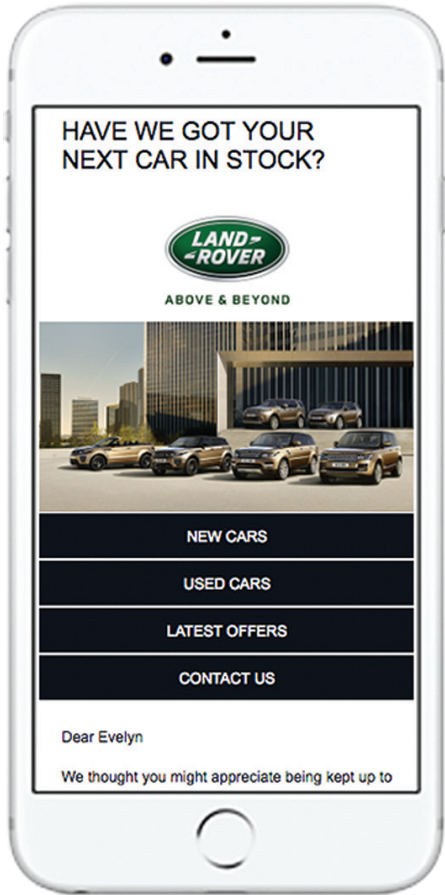 HAVE WE GOT YOUR
NEXT CAR IN STOCK?
LAND-
-ROVER
ABOVE & BEYOND
NEW CARS
USED CARS
LATEST OFFERS
CONTACT US
Dear Evelyn
We thought you might appreciate being kept up to